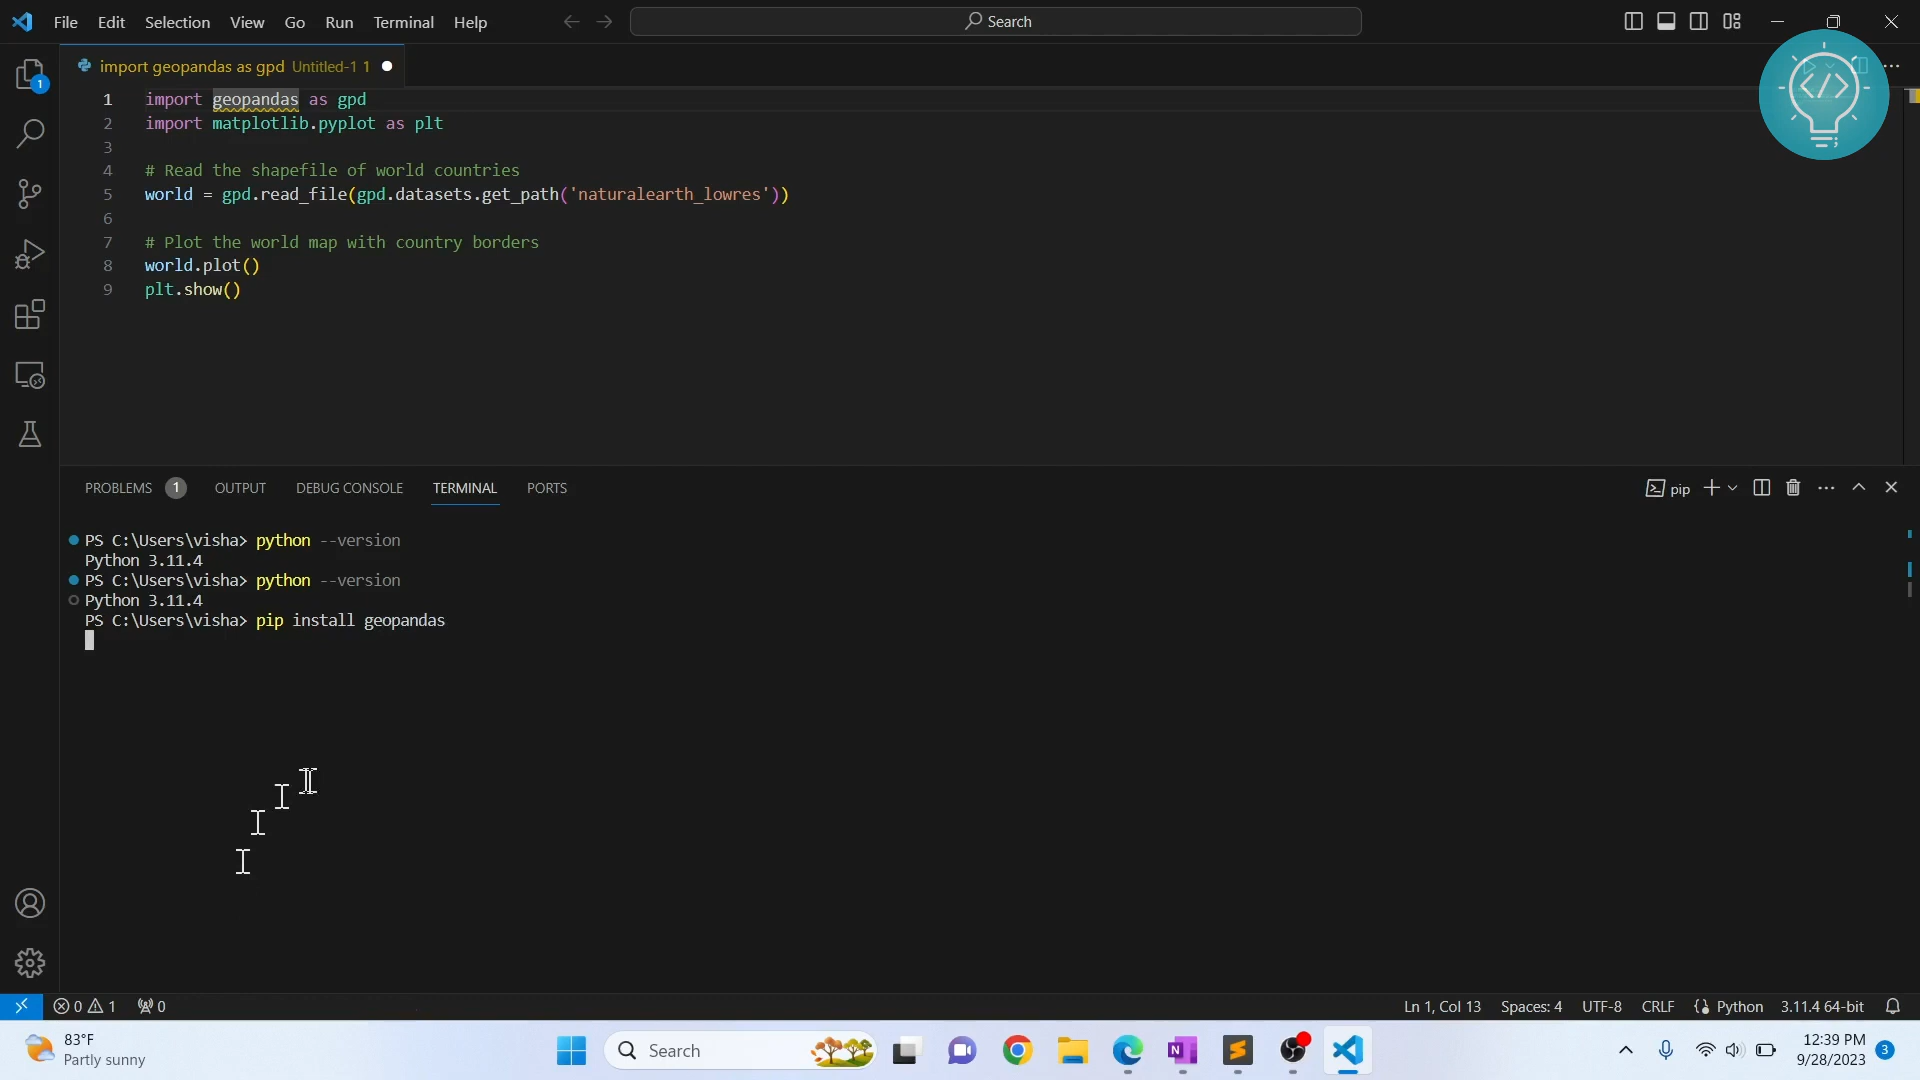 File Edit Selection View Go Run Terminal Help
Search
import geopandas as gpd Untitled-1 1
1 import geopandas as gpd
2 import matplotlib.pyplot as plt
3
4 # Read the shapefile of world countries
5 world = gpd.read_file(gpd.datasets.get_path('naturalearth_lowres'))
6
7 # Plot the world map with country borders
8 world.plot()
9 plt.show()
1
</>
PROBLEMS 1 OUTPUT DEBUG CONSOLE TERMINAL PORTS
pip
PS C:\Users\visha> python --version
Python 3.11.4
PS C:\Users\visha> python --version
Python 3.11.4
PS C:\Users\visha> pip install geopandas
0 1 0
Ln 1, Col 13 Spaces: 4 UTF-8 CRLF {} Python 3.11.4 64-bit
83°F
Partly sunny
Search
12:39 PM
9/28/2023
3